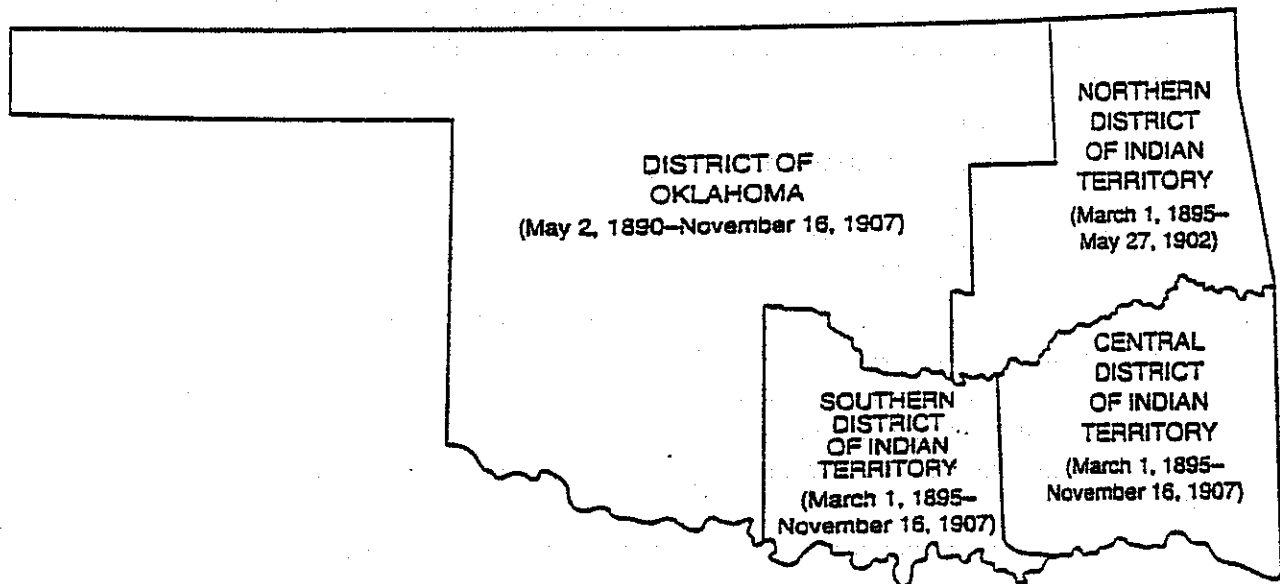 DISTRICT OF
OKLAHOMA
(May 2, 1890–November 16, 1907)
NORTHERN
DISTRICT
OF INDIAN
TERRITORY
(March 1, 1895–
May 27, 1902)
SOUTHERN
DISTRICT
OF INDIAN
TERRITORY
(March 1, 1895–
November 16, 1907)
CENTRAL
DISTRICT
OF INDIAN
TERRITORY
(March 1, 1895–
November 16, 1907)